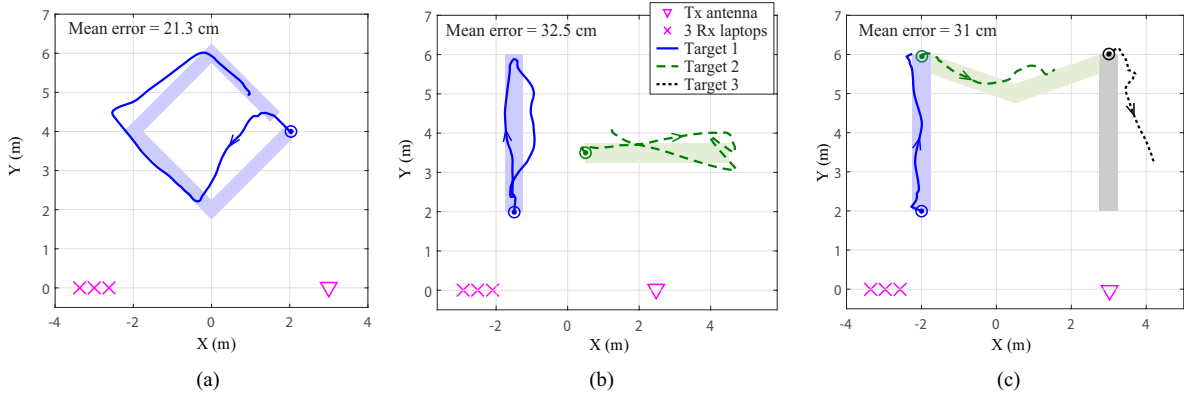 Mean error = 21.3 cm
7
6
5
4
3
2
1
0
Y (m)
-4 -2 0 2 4
X (m)
(a)
Mean error = 32.5 cm
7
6
5
4
3
2
1
0
Y (m)
-2 0 2 4
X (m)
(b)
Tx antenna
3 Rx laptops
Target 1
Target 2
Target 3
Mean error = 31 cm
7
6
5
4
3
2
1
0
Y (m)
-4 -2 0 2 4
X (m)
(c)